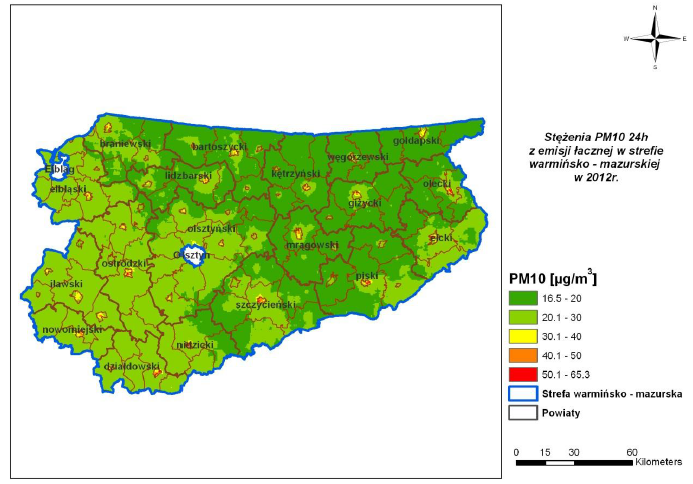 N
W E
S
Stężenia PM10 24h
z emisji łacznej w strefie
warmińsko - mazurskiej
w 2012r.
braniewski
bartoszycki
gołdapski
węgorzewski
Elbląg
lidzbarski
kętrzyński
olecki
elbląski
giżycki
olsztyński
ełcki
mrągowski
Olsztyn
ostródzki
piski
iławski
szczycieński
nowomiejski
nidzicki
działdowski
PM10 [µg/m³]
16.5 - 20
20.1 - 30
30.1 - 40
40.1 - 50
50.1 - 65.3
Strefa warmińsko - mazurska
Powiaty
0 15 30 60
Kilometers